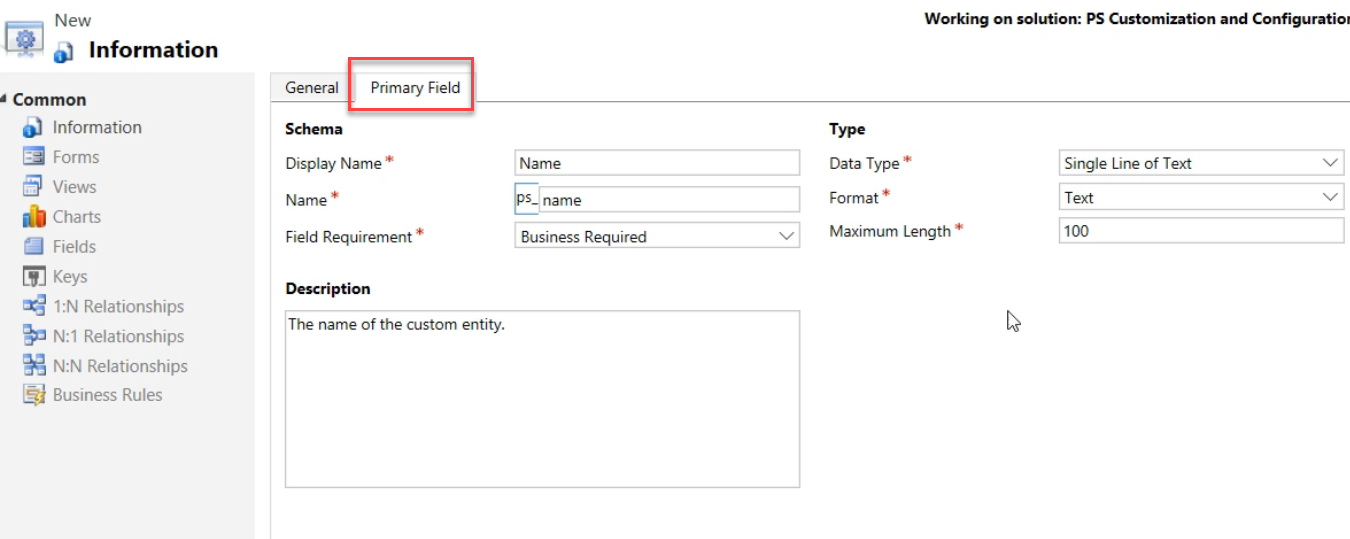 New
Information
Working on solution: PS Customization and Configuration
Common
Information
Forms
Views
Charts
Fields
Keys
1:N Relationships
N:1 Relationships
N:N Relationships
Business Rules
General
Primary Field
Schema
Display Name *
Name
Name *
ps_
name
Field Requirement *
Business Required
Type
Data Type *
Single Line of Text
Format *
Text
Maximum Length *
100
Description
The name of the custom entity.